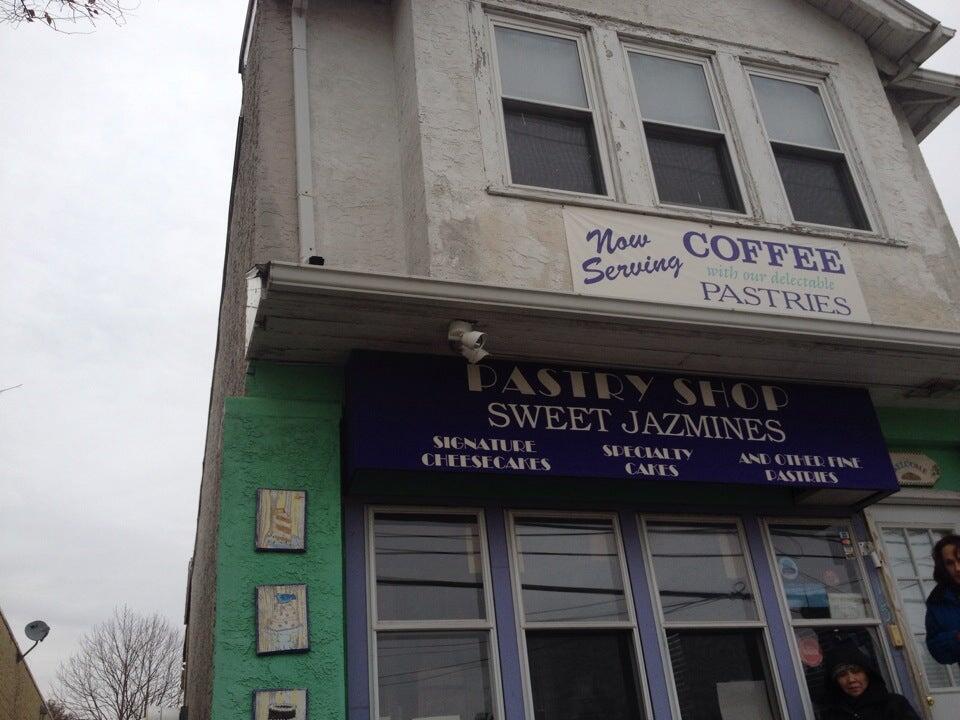 Now
Serving
COFFEE
with our delectable
PASTRIES
PASTRY SHOP
SWEET JAZMINES
SIGNATURE
CHEESECAKES
SPECIALTY
CAKES
AND OTHER FINE
PASTRIES